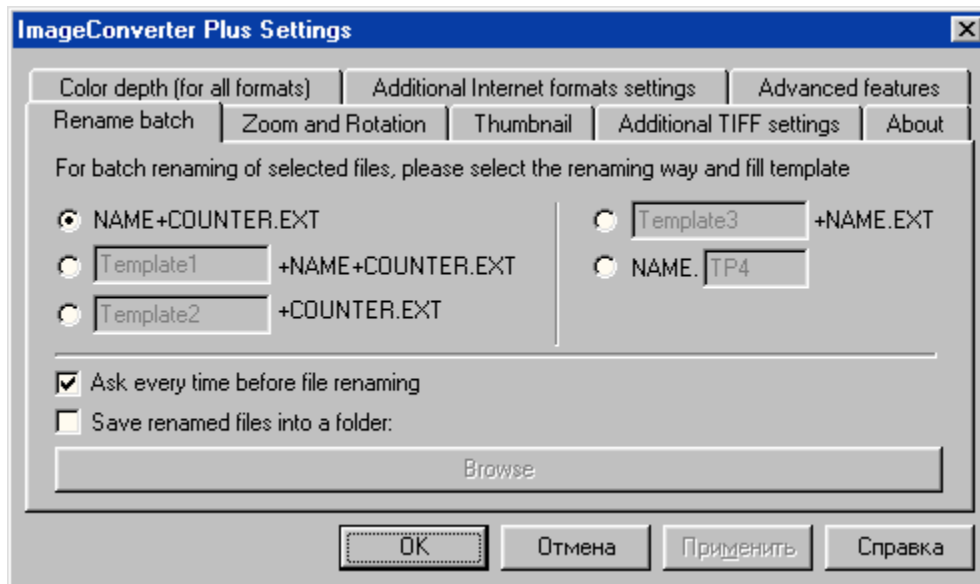 ImageConverter Plus Settings
Color depth (for all formats) Additional Internet formats settings Advanced features
Rename batch Zoom and Rotation Thumbnail Additional TIFF settings About
For batch renaming of selected files, please select the renaming way and fill template
NAME+COUNTER.EXT Template3 +NAME.EXT
Template1 +NAME+COUNTER.EXT NAME. TP4
Template2 +COUNTER.EXT
Ask every time before file renaming
Save renamed files into a folder:
Browse
OK Отмена Применить Справка